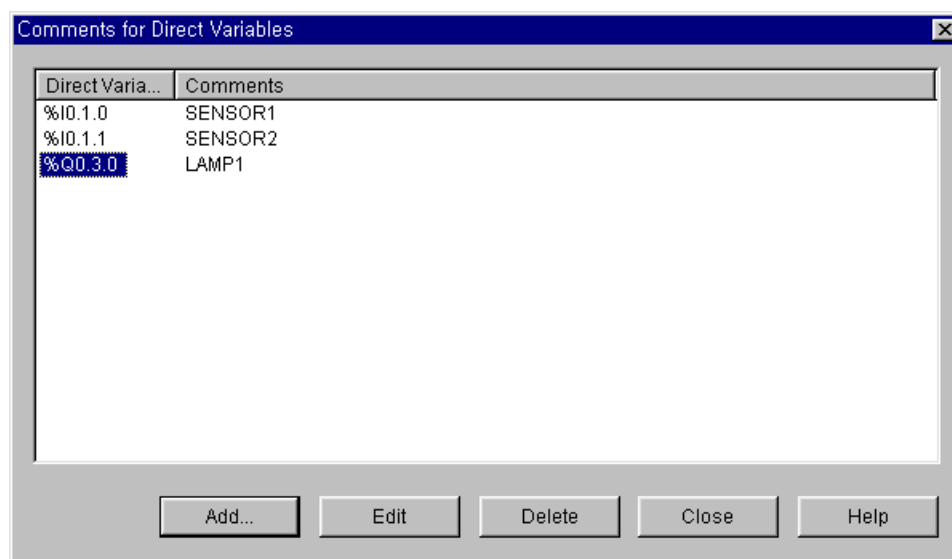 Comments for Direct Variables
Direct Varia... Comments
%I0.1.0 SENSOR1
%I0.1.1 SENSOR2
%Q0.3.0 LAMP1
Add... Edit Delete Close Help